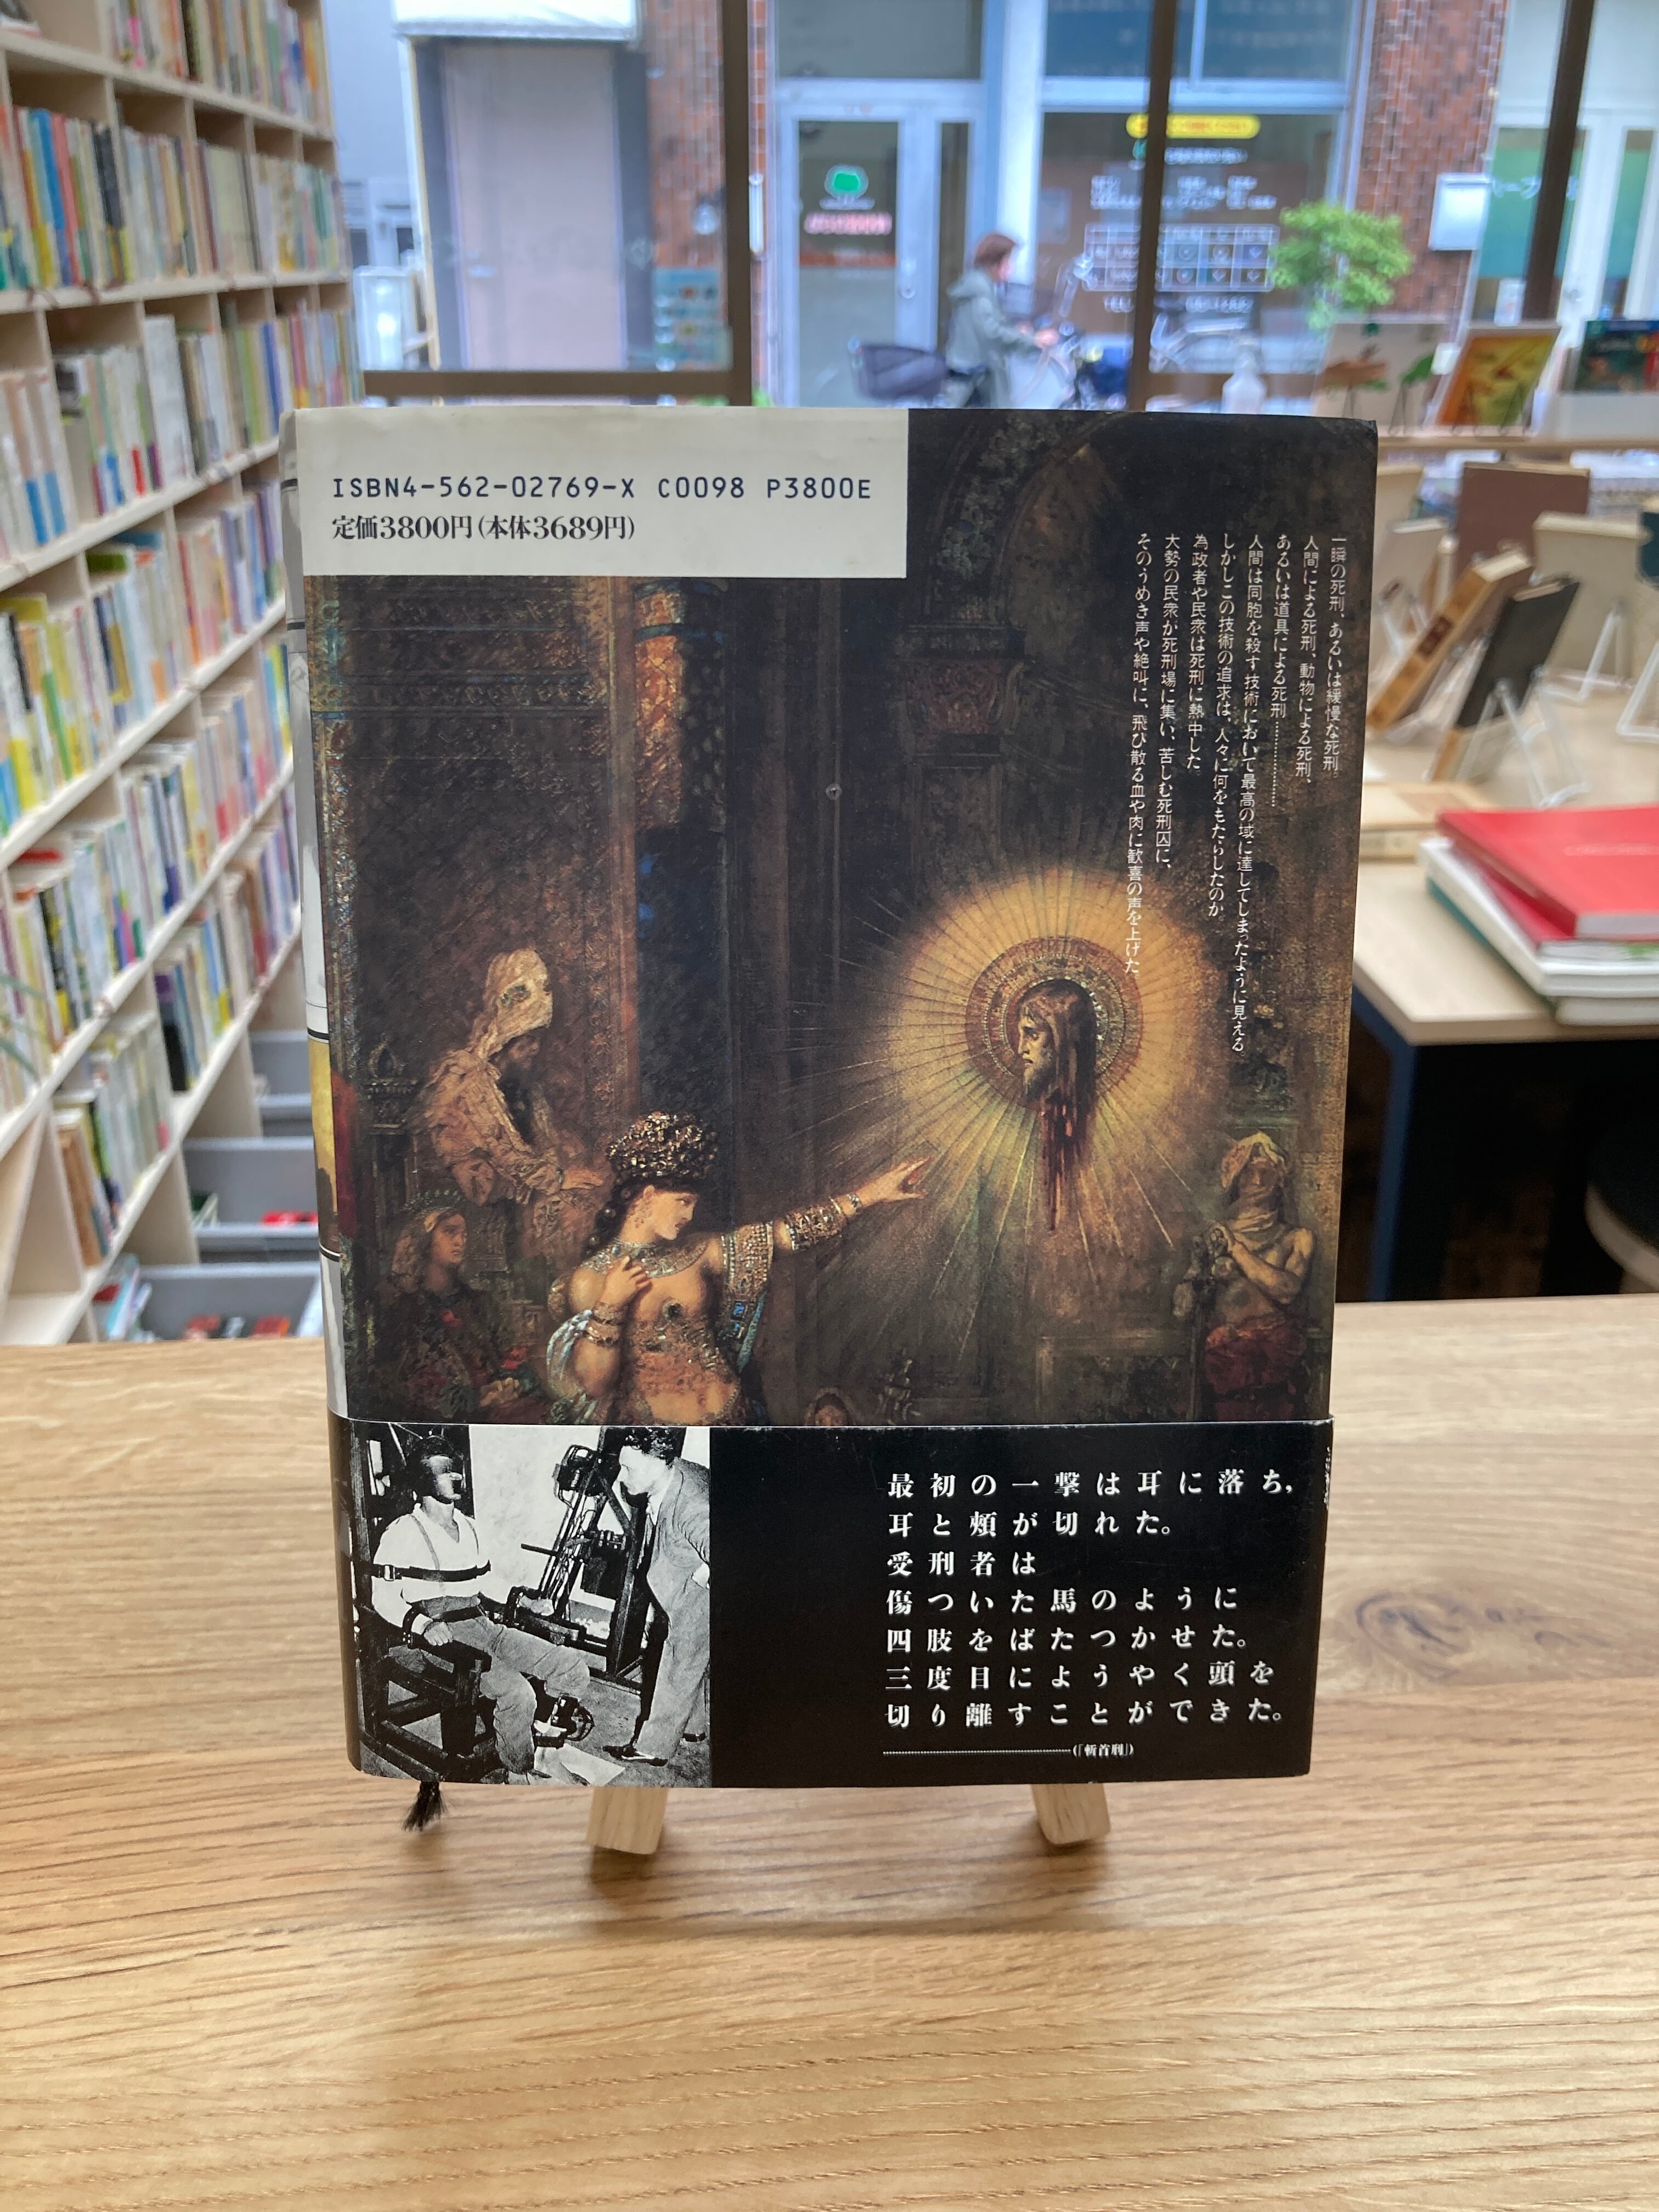 ISBN4-562-02769-X C0098 P3800E
定価3800円(本体3689円)
一瞬の死刑、あるいは緩慢な死刑。
人間による死刑、動物による死刑、
あるいは道具による死刑…………
人間は同胞を殺す技術において最高の域に達してしまったように見える
しかしこの技術の追求は、人々に何をもたらしたのか
為政者や民衆は死刑に熱中した
大勢の民衆が死刑場に集い、苦しむ死刑囚に、
そのうめき声や絶叫に、飛び散る血や肉に歓喜の声を上げた
最初の一撃は耳に落ち,
耳と頰が切れた。
受刑者は
傷ついた馬のように
四肢をばたつかせた。
三度目にようやく頭を
切り離すことができた。
(「斬首刑」)